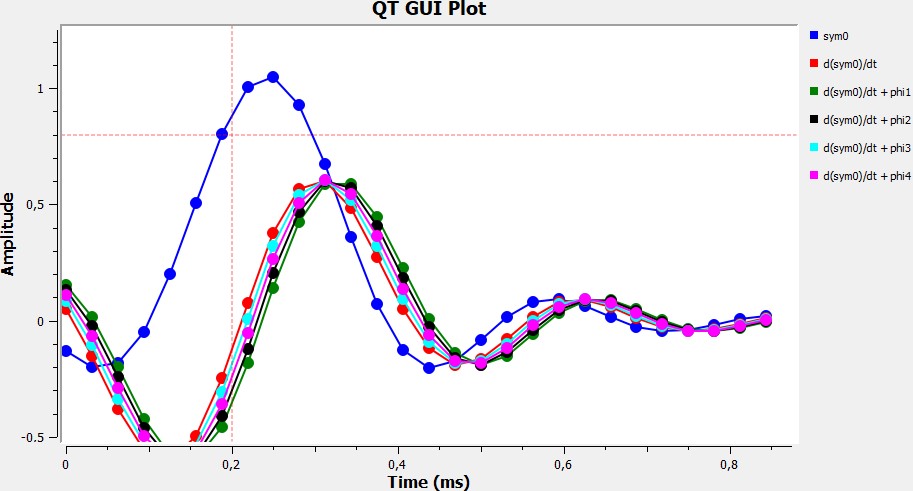 QT GUI Plot
sym0
d(sym0)/dt
d(sym0)/dt + phi1
d(sym0)/dt + phi2
d(sym0)/dt + phi3
d(sym0)/dt + phi4
Amplitude
1
0,5
0
-0.5
0
0,2
0,4
0,6
0,8
Time (ms)